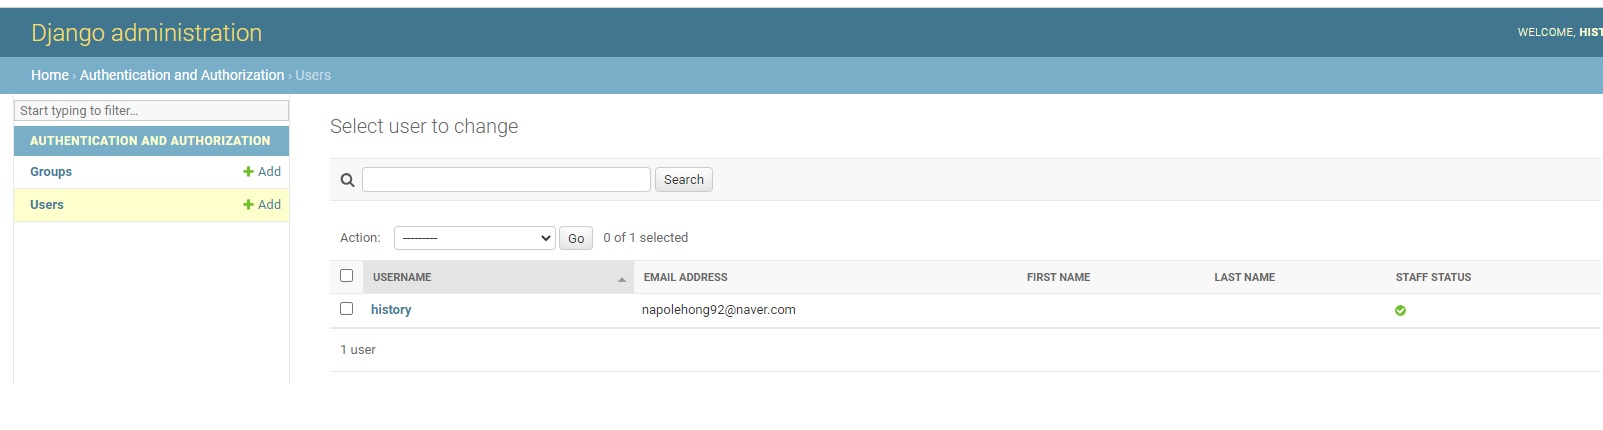 Django administration
WELCOME, HIST
Home › Authentication and Authorization › Users
Start typing to filter...
AUTHENTICATION AND AUTHORIZATION
Groups + Add
Users + Add
Select user to change
Search
Action: --------- Go 0 of 1 selected
USERNAME EMAIL ADDRESS FIRST NAME LAST NAME STAFF STATUS
history napolehong92@naver.com
1 user